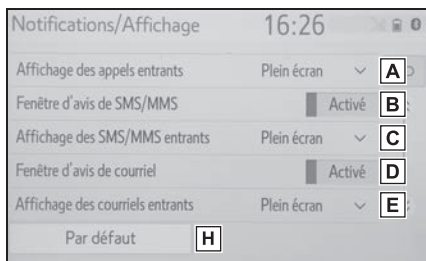 Notifications/Affichage 16:26
Affichage des appels entrants Plein écran A
Fenêtre d'avis de SMS/MMS Activé B
Affichage des SMS/MMS entrants Plein écran C
Fenêtre d'avis de courriel Activé D
Affichage des courriels entrants Plein écran E
Par défaut H